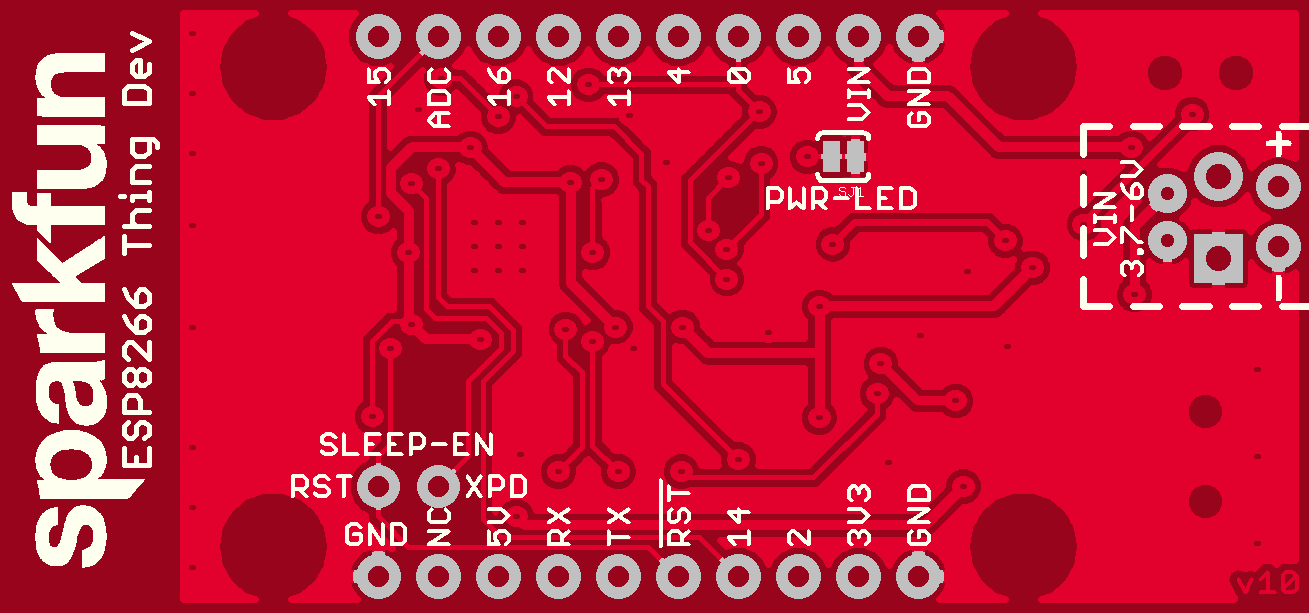 sparkfun
ESP8266 Thing Dev
15
ADC
16
12
13
4
0
5
VIN
GND
SJ1
PWR-LED
+
VIN
3.7-6V
-
SLEEP-EN
RST
XPD
GND
NC
5V
RX
TX
RST
14
2
3V3
GND
v10